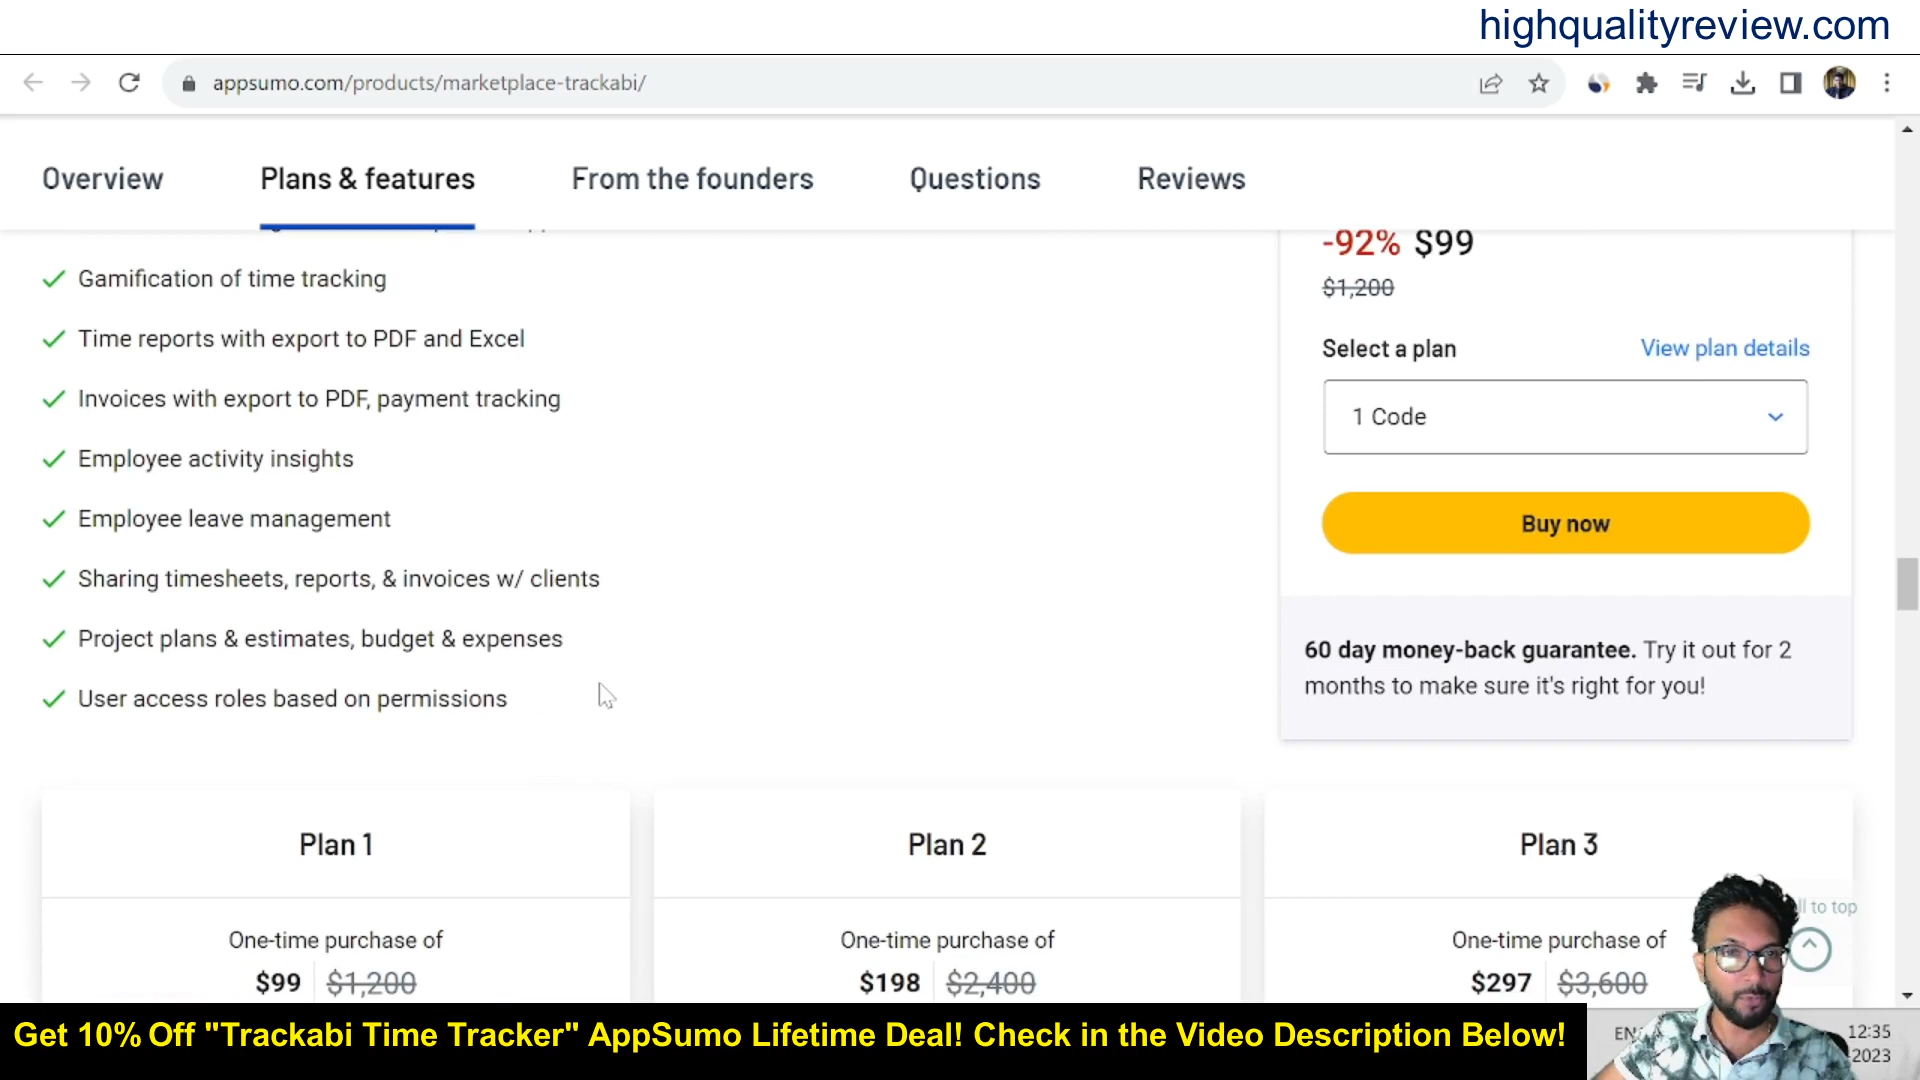 highqualityreview.com
appsumo.com/products/marketplace-trackabi/
Overview
Plans & features
From the founders
Questions
Reviews
-92% $99
$1,200
Gamification of time tracking
Time reports with export to PDF and Excel
Select a plan
View plan details
Invoices with export to PDF, payment tracking
1 Code
Employee activity insights
Employee leave management
Buy now
Sharing timesheets, reports, & invoices w/ clients
Project plans & estimates, budget & expenses
60 day money-back guarantee. Try it out for 2
months to make sure it's right for you!
User access roles based on permissions
Plan 1
Plan 2
Plan 3
to top
One-time purchase of
$99 $1,200
One-time purchase of
$198 $2,400
One-time purchase of
$297 $3,600
Get 10% Off "Trackabi Time Tracker" AppSumo Lifetime Deal! Check in the Video Description Below!
12:35
2023